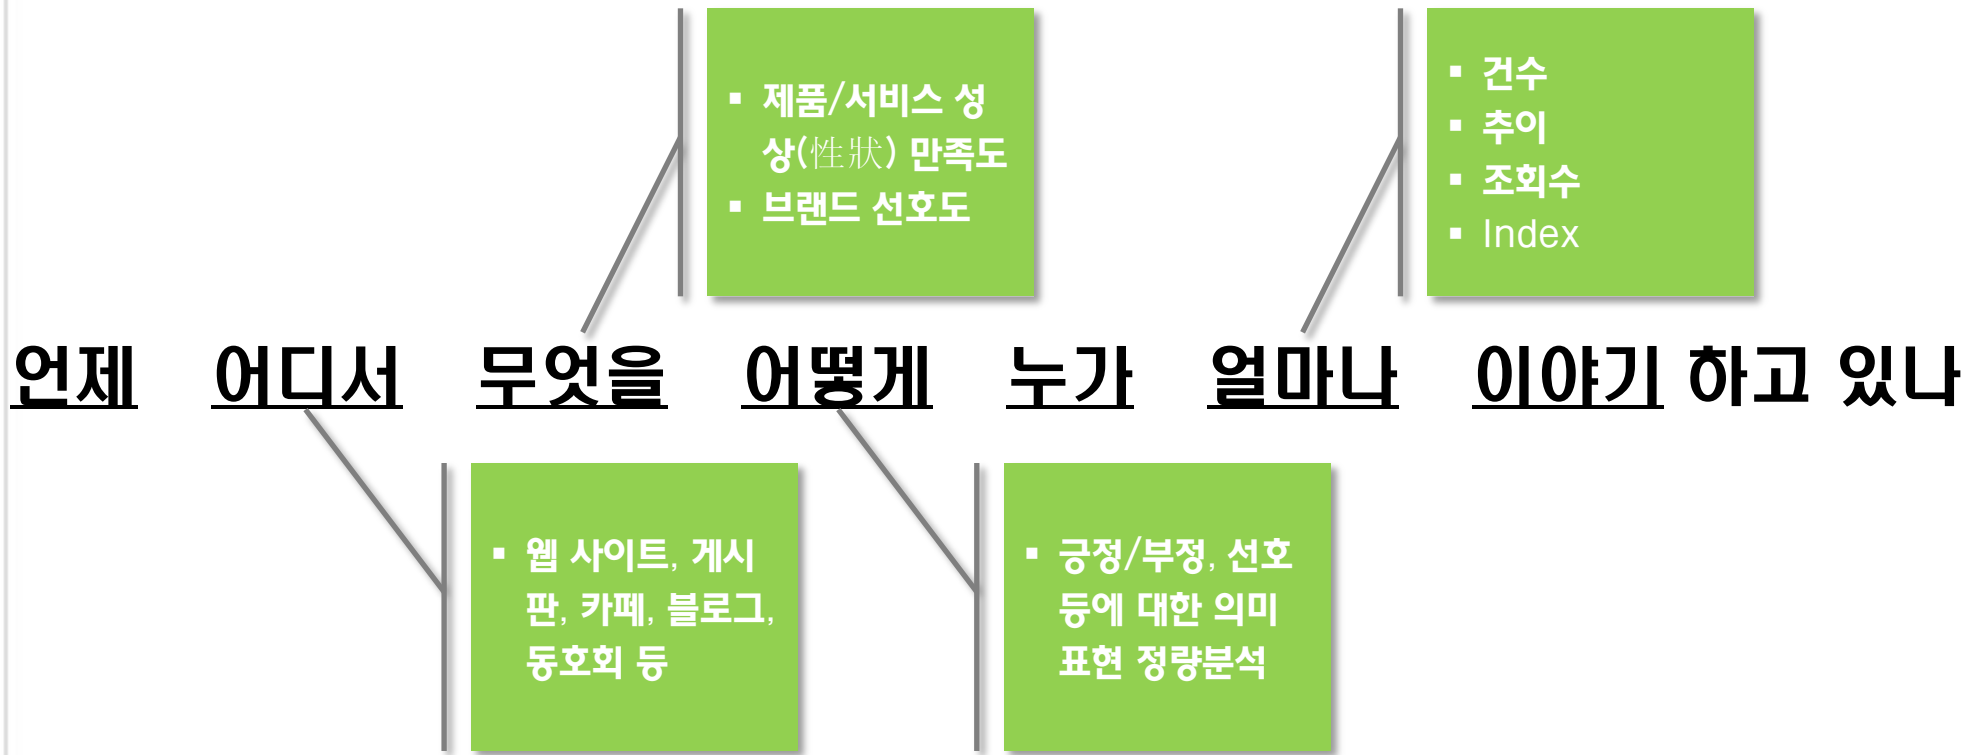 ▪ 제품/서비스 성
상(性狀) 만족도
▪ 브랜드 선호도
▪ 건수
▪ 추이
▪ 조회수
▪ Index
언제 어디서 무엇을 어떻게 누가 얼마나 이야기 하고 있나
▪ 웹 사이트, 게시
판, 카페, 블로그,
동호회 등
▪ 긍정/부정, 선호
등에 대한 의미
표현 정량분석